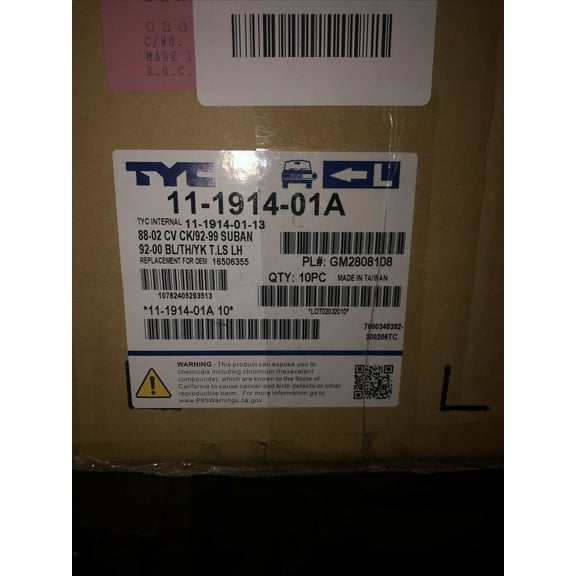 020
C/NO.
MADE I
R.O.C.
TYC
L
11-1914-01A
TYC INTERNAL 11-1914-01-13
88-02 CV CK/92-99 SUBAN
92-00 BL/TH/YK T.LS LH
REPLACEMENT FOR OEM 16506355
PL#: GM2808108
QTY: 10PC MADE IN TAIWAN
10762405293513
*11-1914-01A 10*
*LOT02032010*
7000348382-
200206TC
WARNING - This product can expose you to
chemicals including chromium (hexavalent
compounds), which are known to the State of
California to cause cancer and birth defects or other
reproductive harm. For more information go to
www.P65Warnings.ca.gov
L